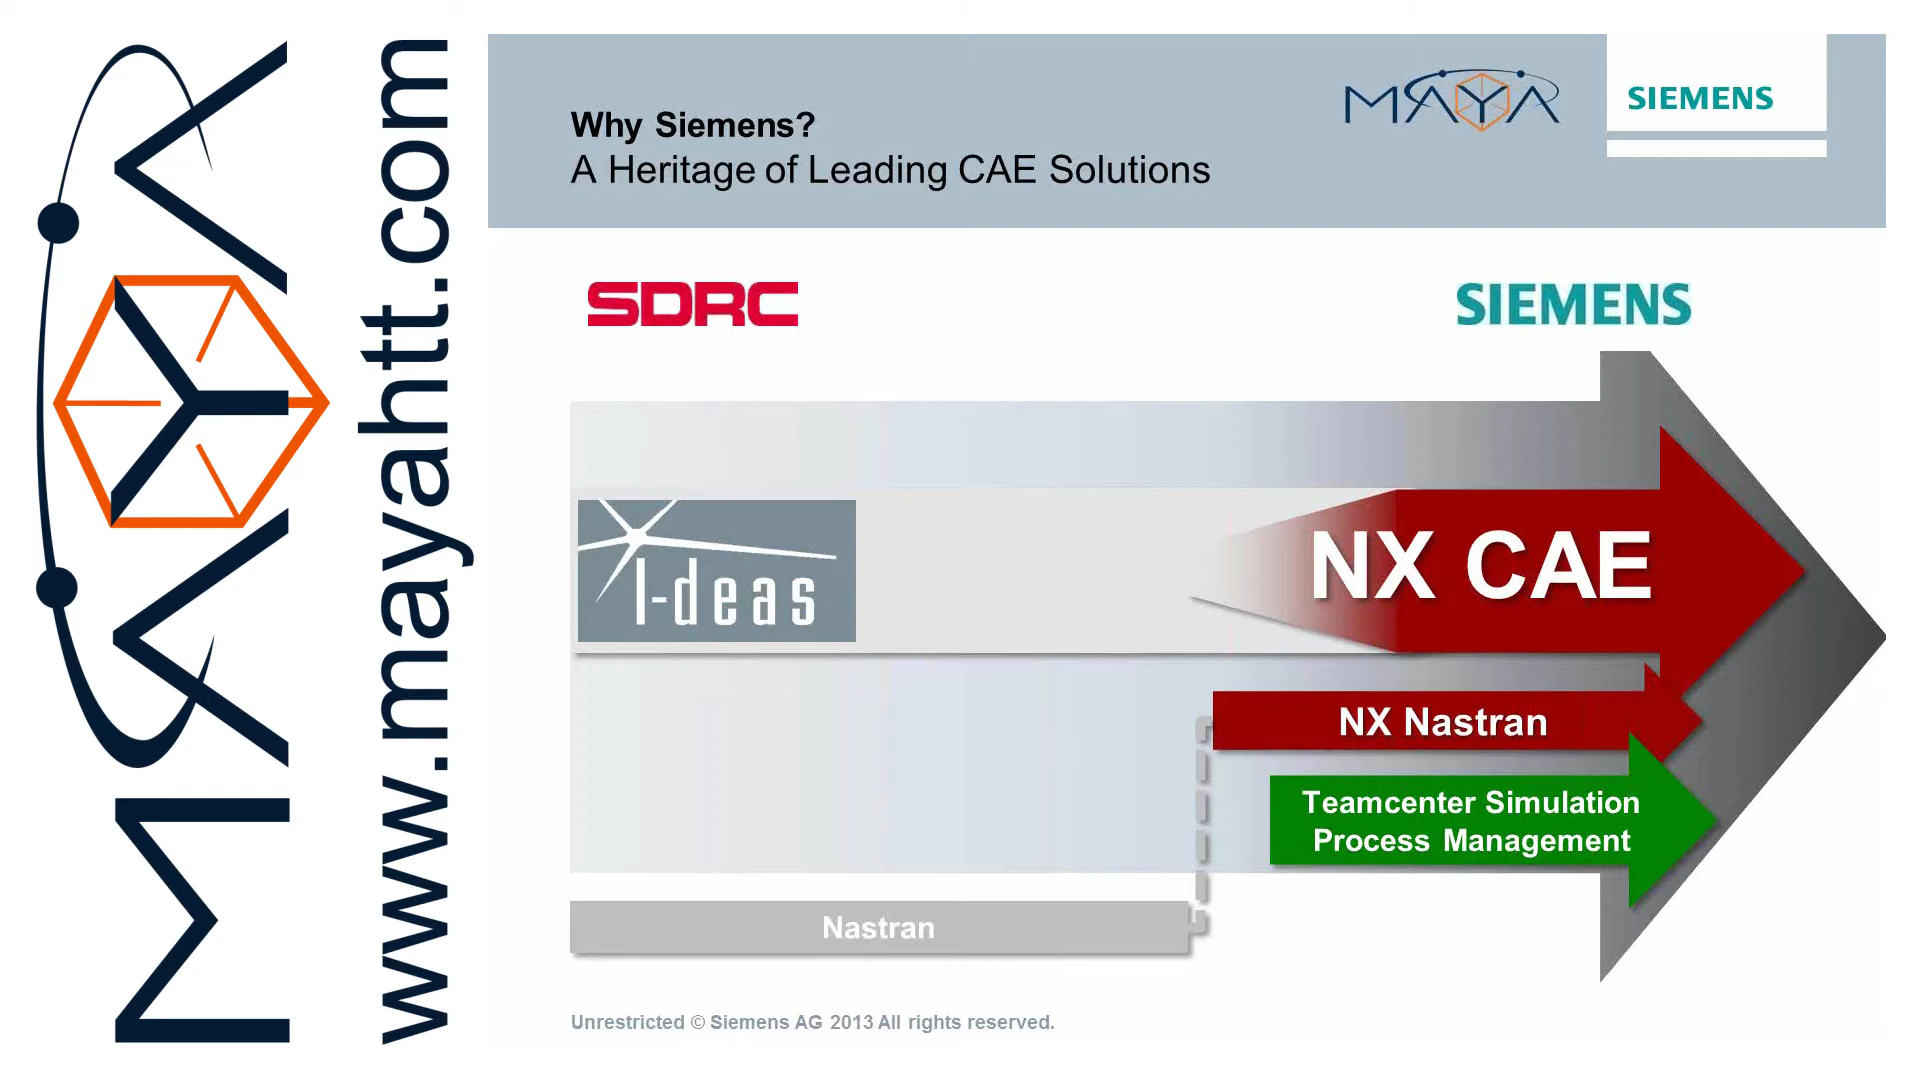 MAYA
www.mayahtt.com
Why Siemens?
A Heritage of Leading CAE Solutions
MAYA
SIEMENS
SDRC
SIEMENS
I-deas
NX CAE
NX Nastran
Teamcenter Simulation
Process Management
Nastran
Unrestricted © Siemens AG 2013 All rights reserved.